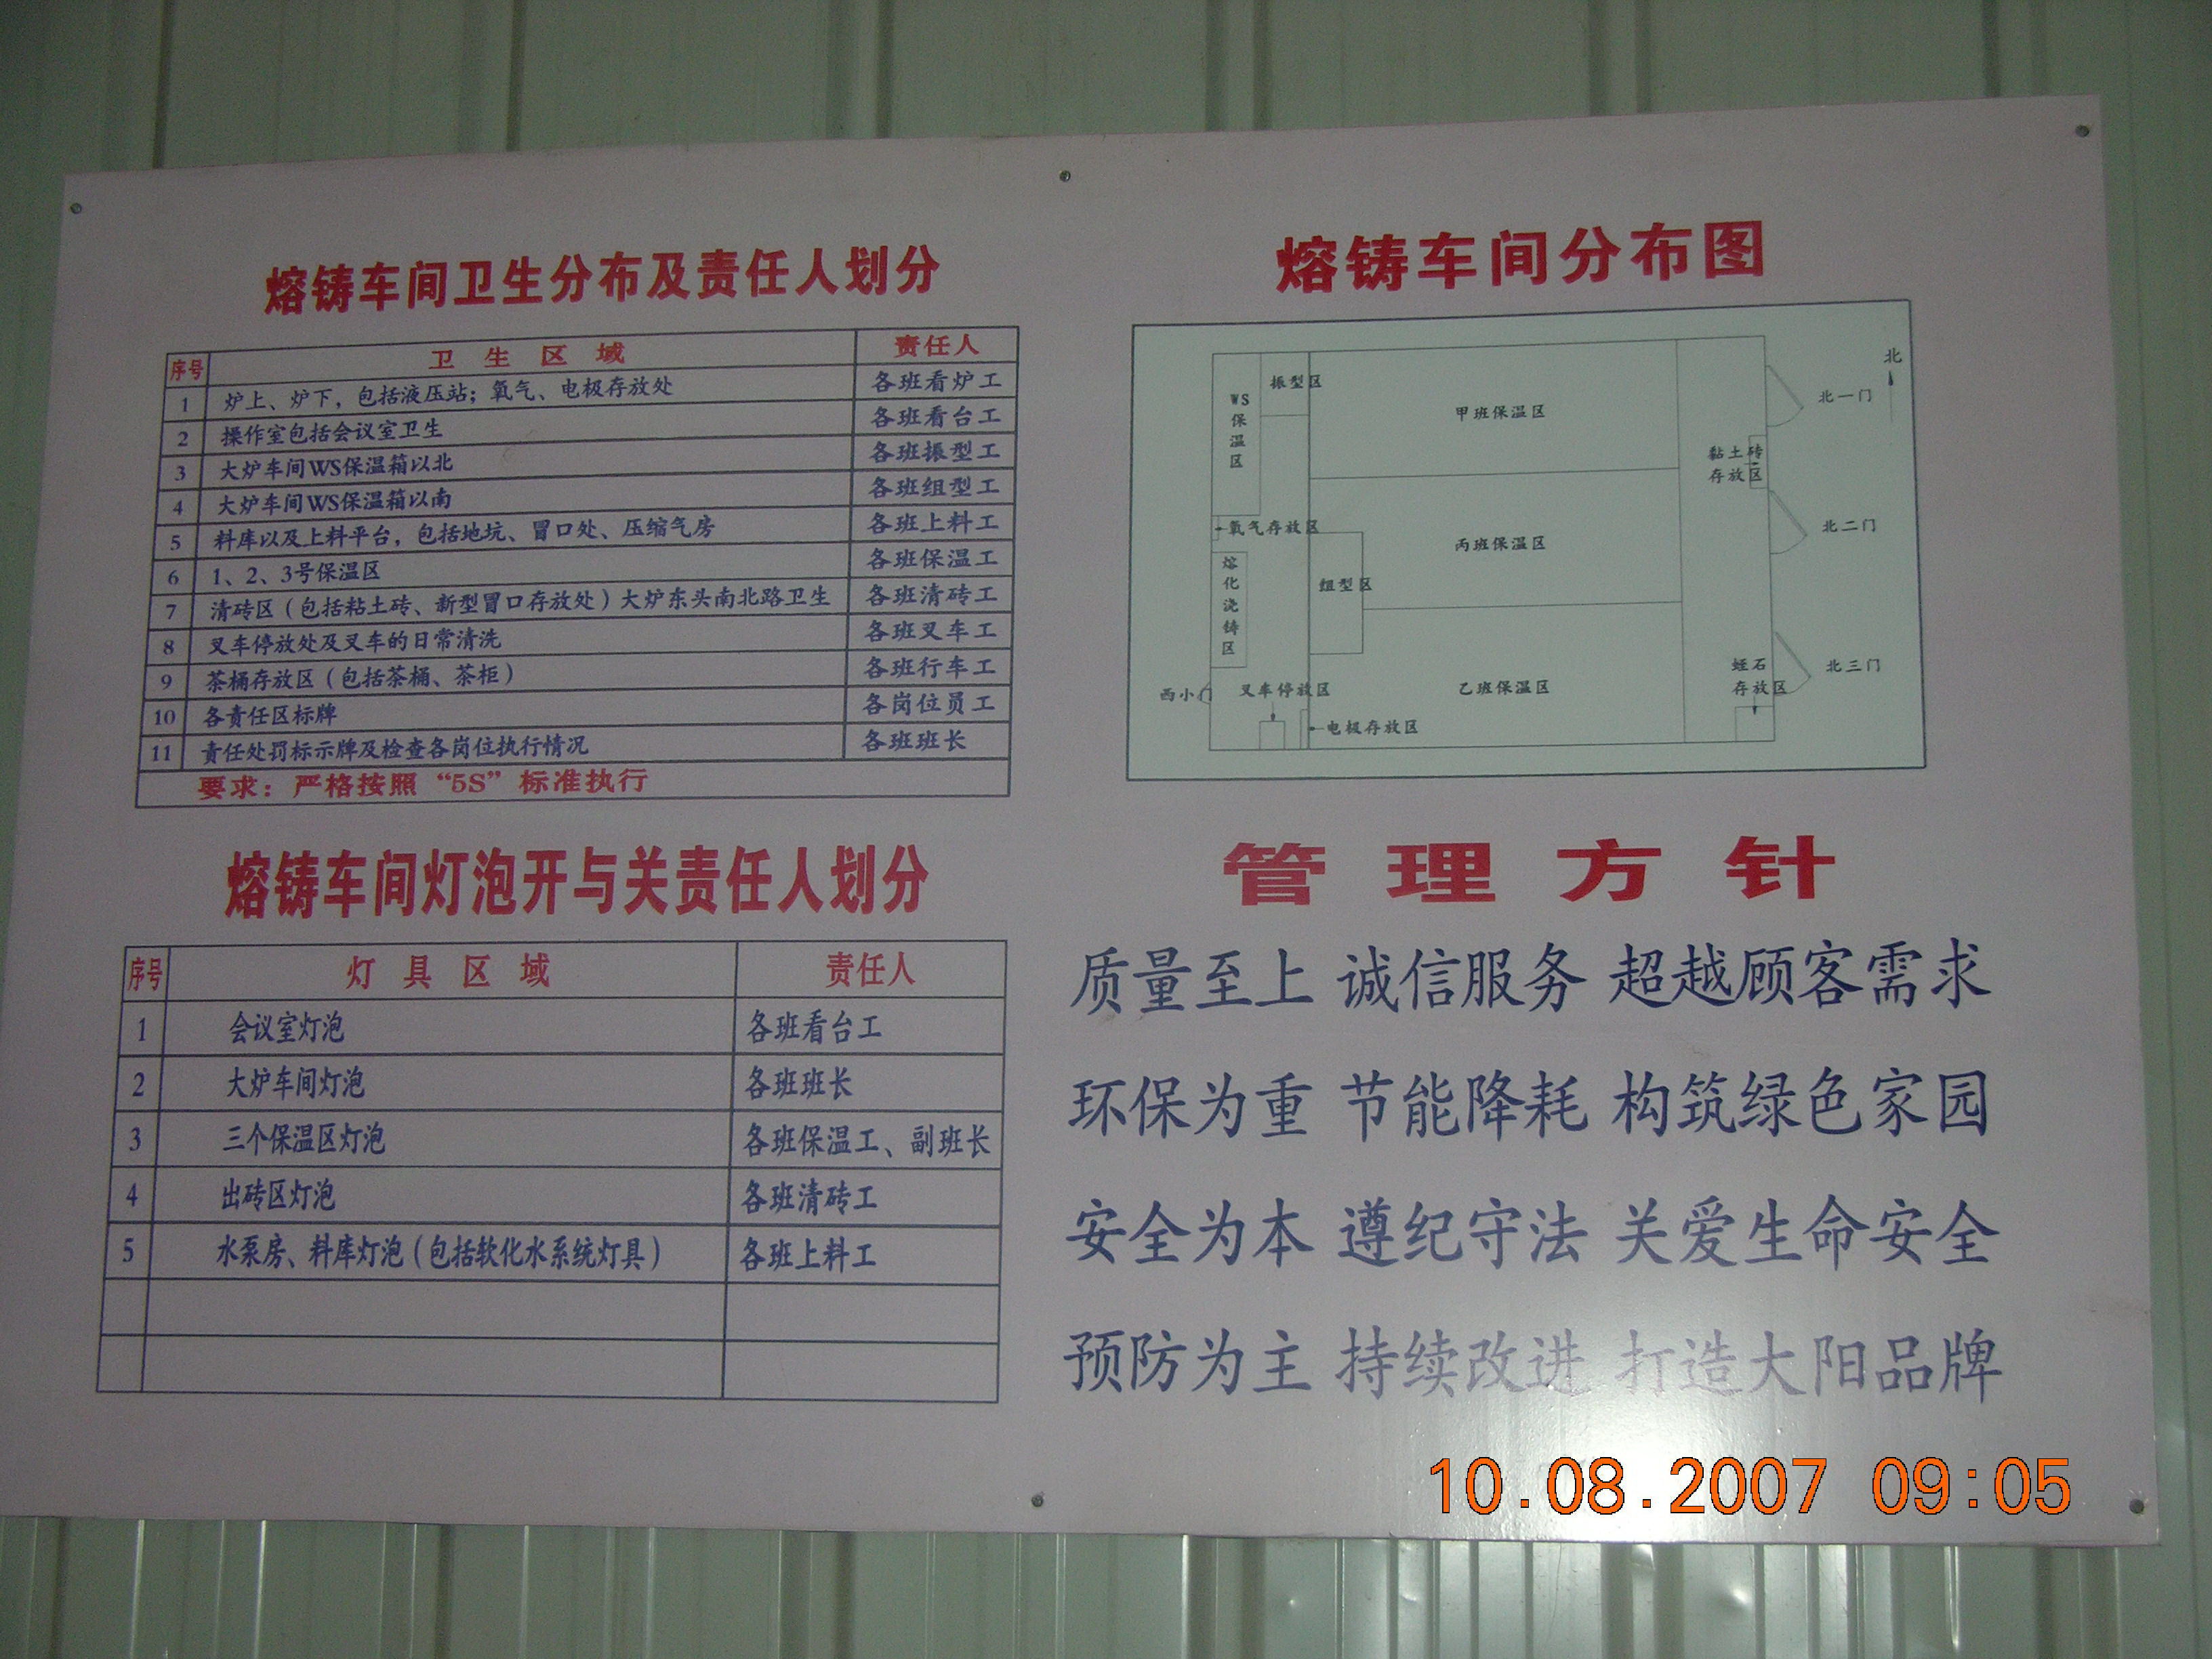 熔铸车间卫生分布及责任人划分
序号 卫生区域 责任人
1 炉上、炉下，包括液压站；氧气、电极存放处 各班看炉工
2 操作室包括会议室卫生 各班看台工
3 大炉车间WS保温箱以北 各班振型工
4 大炉车间WS保温箱以南 各班组型工
5 料库以及上料平台，包括地坑、冒口处、压缩气房 各班上料工
6 1、2、3号保温区 各班保温工
7 清砖区（包括粘土砖、新型冒口存放处）大炉东头南北路卫生 各班清砖工
8 叉车停放处及叉车的日常清洗 各班叉车工
9 茶桶存放区（包括茶桶、茶柜） 各班行车工
10 各责任区标牌 各岗位员工
11 责任处罚标示牌及检查各岗位执行情况 各班班长
要求：严格按照“5S”标准执行
熔铸车间分布图
北
WS保温区
振型区
甲班保温区
北一门
黏土砖
存放区
氧气存放区
丙班保温区
北二门
熔化浇铸区
组型区
西小门
叉车停放区
乙班保温区
蛭石
存放区
北三门
电极存放区
熔铸车间灯泡开与关责任人划分
序号 灯具区域 责任人
1 会议室灯泡 各班看台工
2 大炉车间灯泡 各班班长
3 三个保温区灯泡 各班保温工、副班长
4 出砖区灯泡 各班清砖工
5 水泵房、料库灯泡（包括软化水系统灯具） 各班上料工
管理方针
质量至上 诚信服务 超越顾客需求
环保为重 节能降耗 构筑绿色家园
安全为本 遵纪守法 关爱生命安全
预防为主 持续改进 打造大阳品牌
10.08.2007 09:05